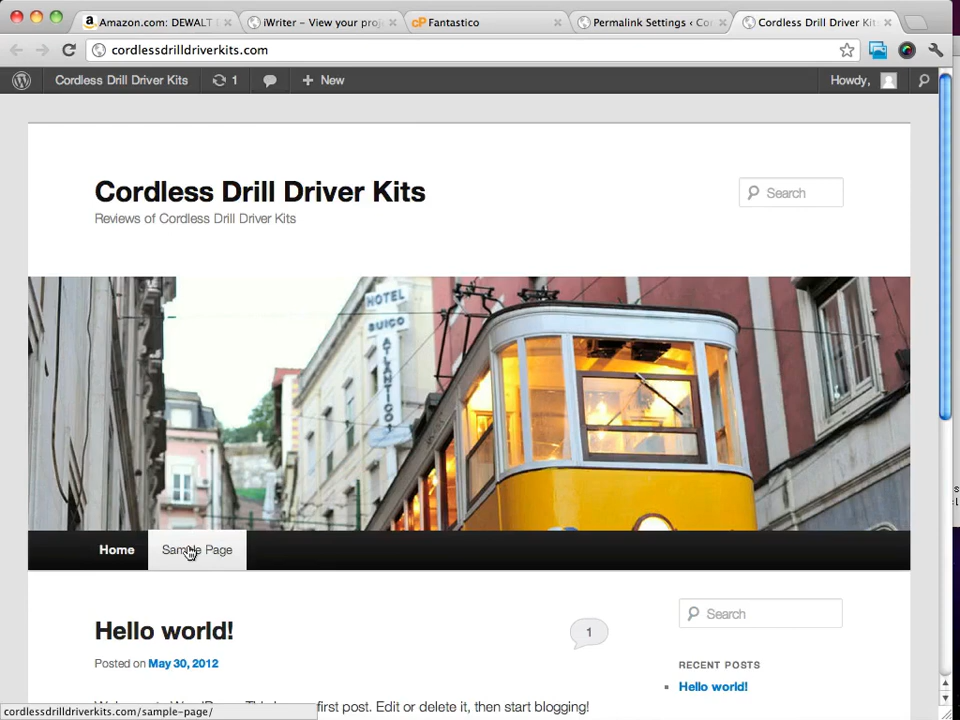 Amazon.com: DEWALT
iWriter - View your proj
Fantastico
Permalink Settings ‹ Cor
Cordless Drill Driver Kit
cordlessdrilldriverkits.com
Cordless Drill Driver Kits
1
+ New
Howdy,
Cordless Drill Driver Kits
Reviews of Cordless Drill Driver Kits
Search
HOTEL
SUICO
ATLANTICO
Home
Sample Page
Hello world!
1
Posted on May 30, 2012
first post. Edit or delete it, then start blogging!
Search
RECENT POSTS
Hello world!
cordlessdrilldriverkits.com/sample-page/